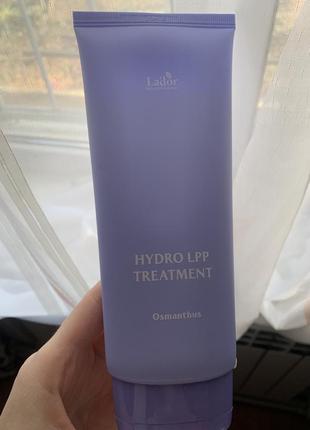 Lador
HYDRO LPP
TREATMENT
Osmanthus